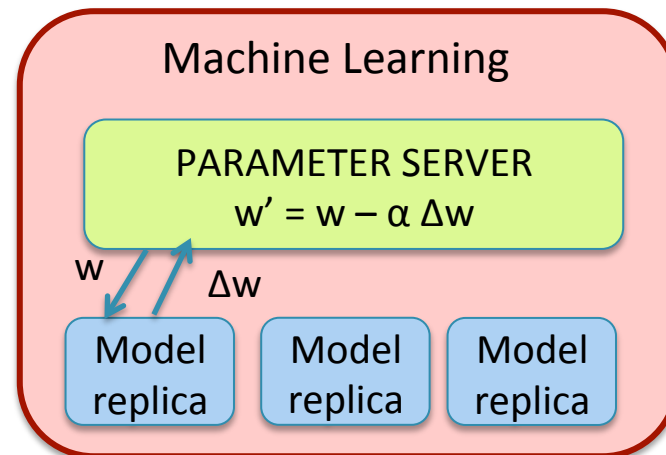 Machine Learning
PARAMETER SERVER
w’ = w – α Δw
w
Δw
Model
replica
Model
replica
Model
replica